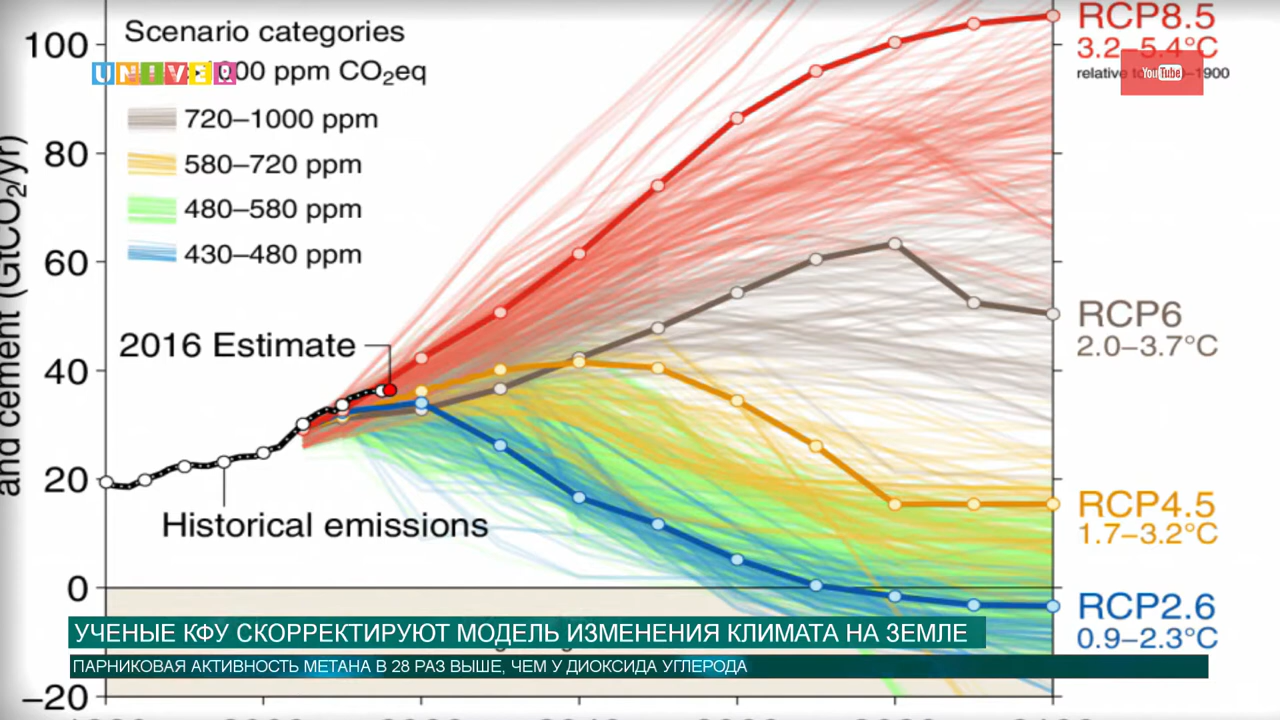 RCP8.5
3.2–5.4°C
relative
1900
YouTube
Scenario categories
UNIVER
000 ppm CO₂eq
720–1000 ppm
580–720 ppm
480–580 ppm
430–480 ppm
100
80
60
40
20
0
–20
and cement (GtCO₂/yr)
2016 Estimate
Historical emissions
RCP6
2.0–3.7°C
RCP4.5
1.7–3.2°C
RCP2.6
0.9–2.3°C
УЧЕНЫЕ КФУ СКОРРЕКТИРУЮТ МОДЕЛЬ ИЗМЕНЕНИЯ КЛИМАТА НА ЗЕМЛЕ
ПАРНИКОВАЯ АКТИВНОСТЬ МЕТАНА В 28 РАЗ ВЫШЕ, ЧЕМ У ДИОКСИДА УГЛЕРОДА